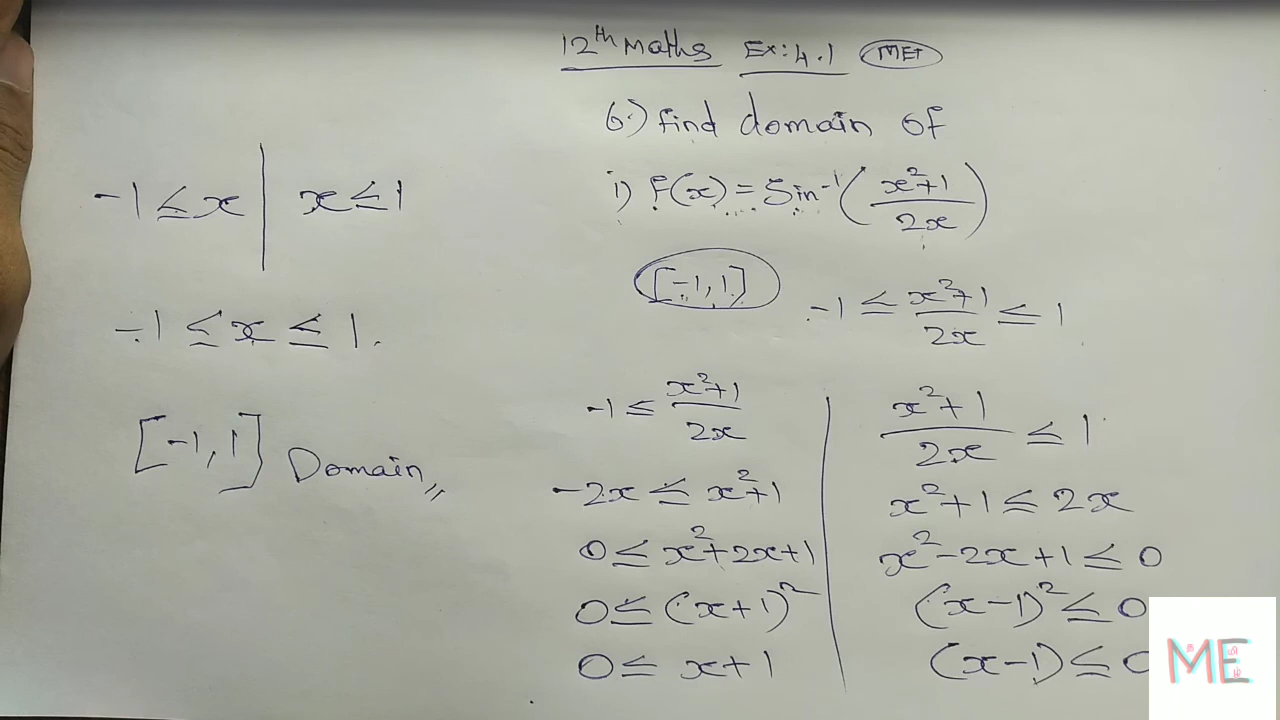 12th Maths Ex: 4.1 MET
6.) find domain of
i) f(x) = Sin⁻¹(x²+1/2x)
[-1, 1] -1 ≤ x²+1/2x ≤ 1
-1 ≤ x²+1/2x
-2x ≤ x²+1
0 ≤ x²+2x+1
0 ≤ (x+1)²
0 ≤ x+1
x²+1/2x ≤ 1
x²+1 ≤ 2x
x²-2x+1 ≤ 0
(x-1)² ≤ 0
(x-1) ≤ 0
-1 ≤ x | x ≤ 1
-1 ≤ x ≤ 1.
[-1, 1] Domain,,
ME